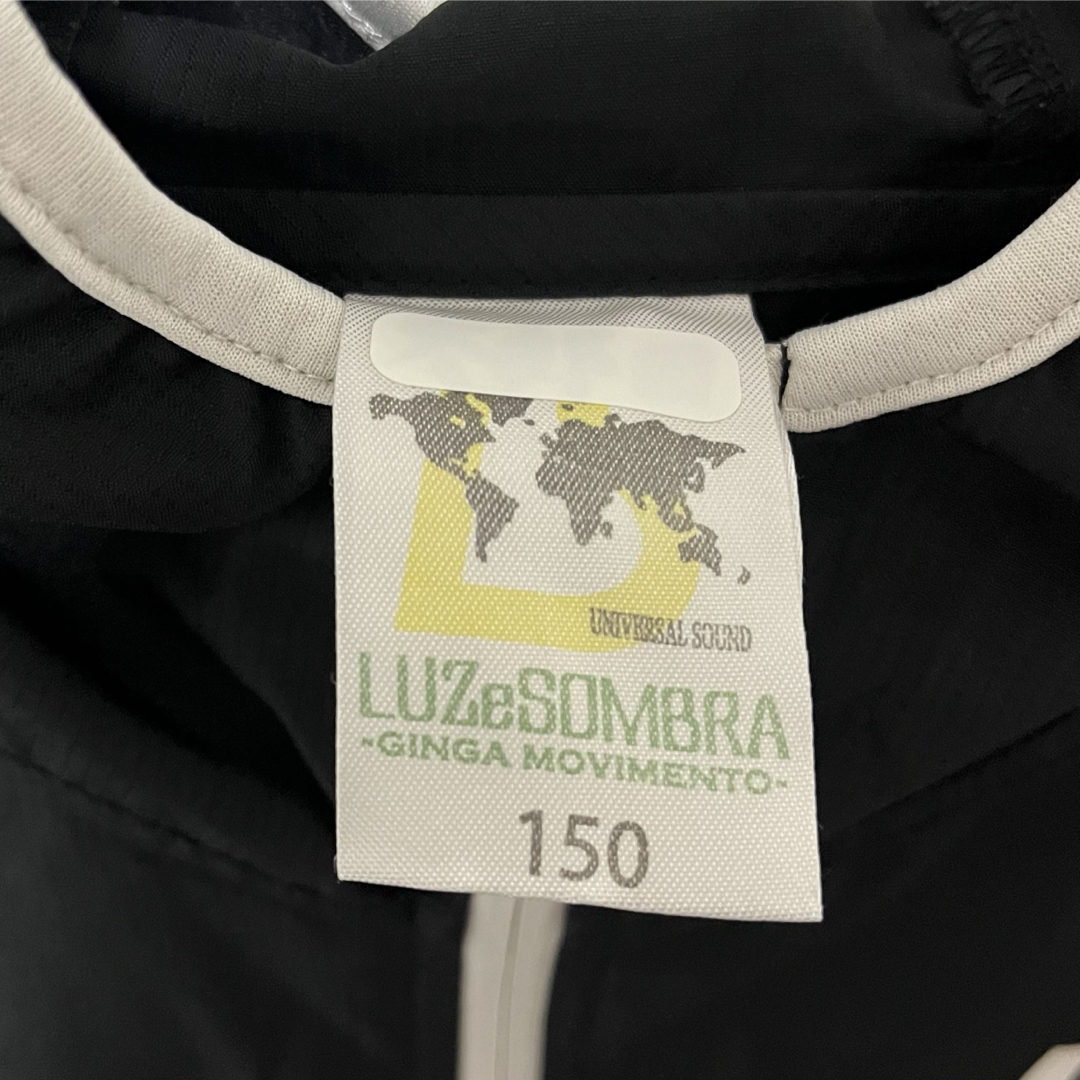 UNIVERSAL SOUND
LUZeSOMBRA
-GINGA MOVIMENTO-
150